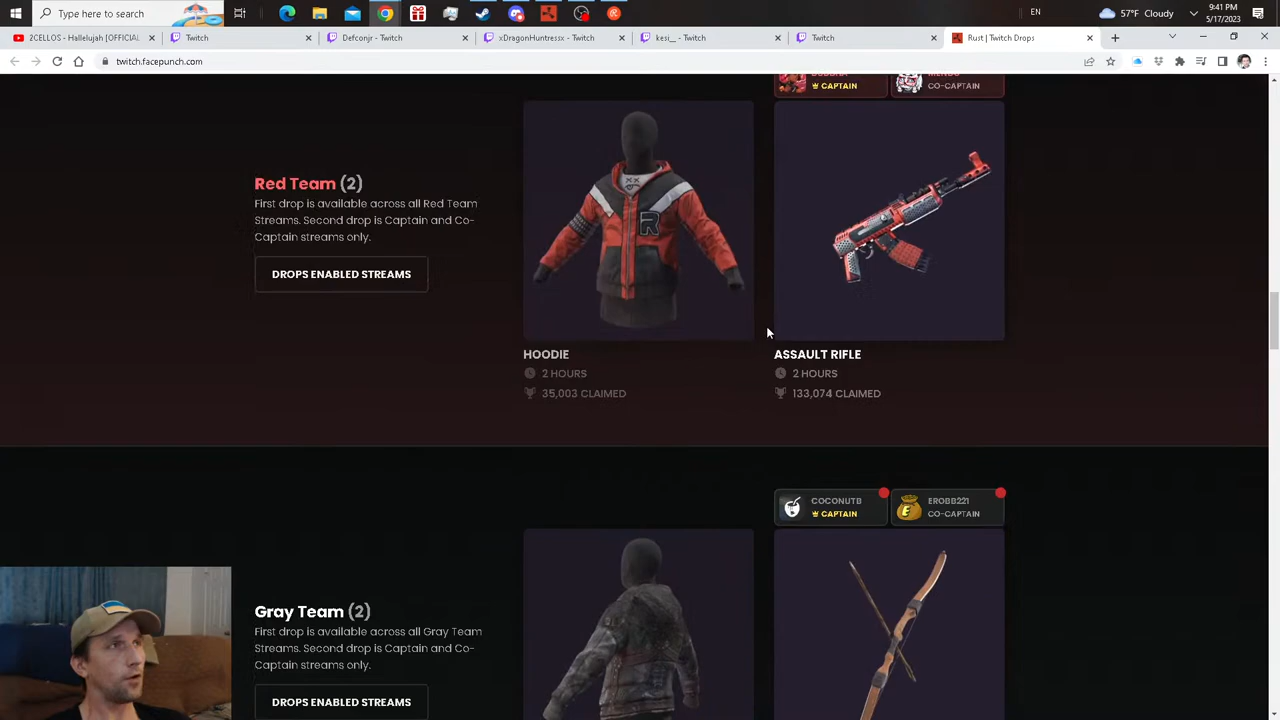 Type here to search
EN
57°F Cloudy
9:41 PM
5/17/2023
2CELLOS - Hallelujah [OFFICIAL
Twitch
Defconjr - Twitch
xDragonHuntressx - Twitch
kesi__ - Twitch
Twitch
Rust | Twitch Drops
twitch.facepunch.com
CAPTAIN
CO-CAPTAIN
Red Team (2)
First drop is available across all Red Team
Streams. Second drop is Captain and Co-
Captain streams only.
DROPS ENABLED STREAMS
R
HOODIE
2 HOURS
35,003 CLAIMED
ASSAULT RIFLE
2 HOURS
133,074 CLAIMED
COCONUTB
CAPTAIN
E
EROBB221
CO-CAPTAIN
Gray Team (2)
First drop is available across all Gray Team
Streams. Second drop is Captain and Co-
Captain streams only.
DROPS ENABLED STREAMS